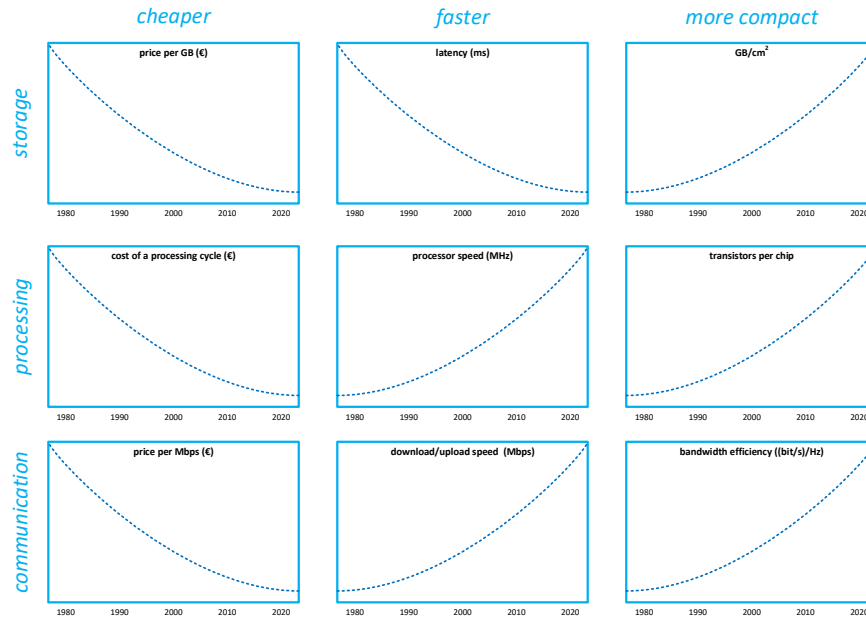 cheaper faster more compact
storage
price per GB (€) latency (ms) GB/cm²
1980 1990 2000 2010 2020 1980 1990 2000 2010 2020 1980 1990 2000 2010 2020
processing
cost of a processing cycle (€) processor speed (MHz) transistors per chip
1980 1990 2000 2010 2020 1980 1990 2000 2010 2020 1980 1990 2000 2010 2020
communication
price per Mbps (€) download/upload speed (Mbps) bandwidth efficiency ((bit/s)/Hz)
1980 1990 2000 2010 2020 1980 1990 2000 2010 2020 1980 1990 2000 2010 2020